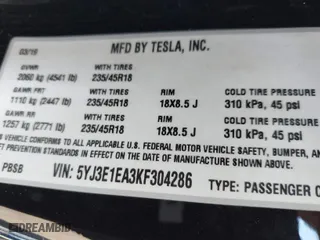 03/19 MFD BY TESLA, INC.
GVWR WITH TIRES
2060 kg (4541 lb) 235/45R18
GAWR FRT WITH TIRES RIM COLD TIRE PRESSURE
1110 kg (2447 lb) 235/45R18 18X8.5 J 310 kPa, 45 psi
GAWR RR WITH TIRES RIM COLD TIRE PRESSURE
1257 kg (2771 lb) 235/45R18 18X8.5 J 310 kPa, 45 psi
S VEHICLE CONFORMS TO ALL APPLICABLE U.S. FEDERAL MOTOR VEHICLE SAFETY, BUMPER, A
THEFT PREVENTION STANDARDS IN EFFECT ON THE DATE OF MANUFACTURE SHOWN
PBSB VIN: 5YJ3E1EA3KF304286 TYPE: PASSENGER C
DREAMBID